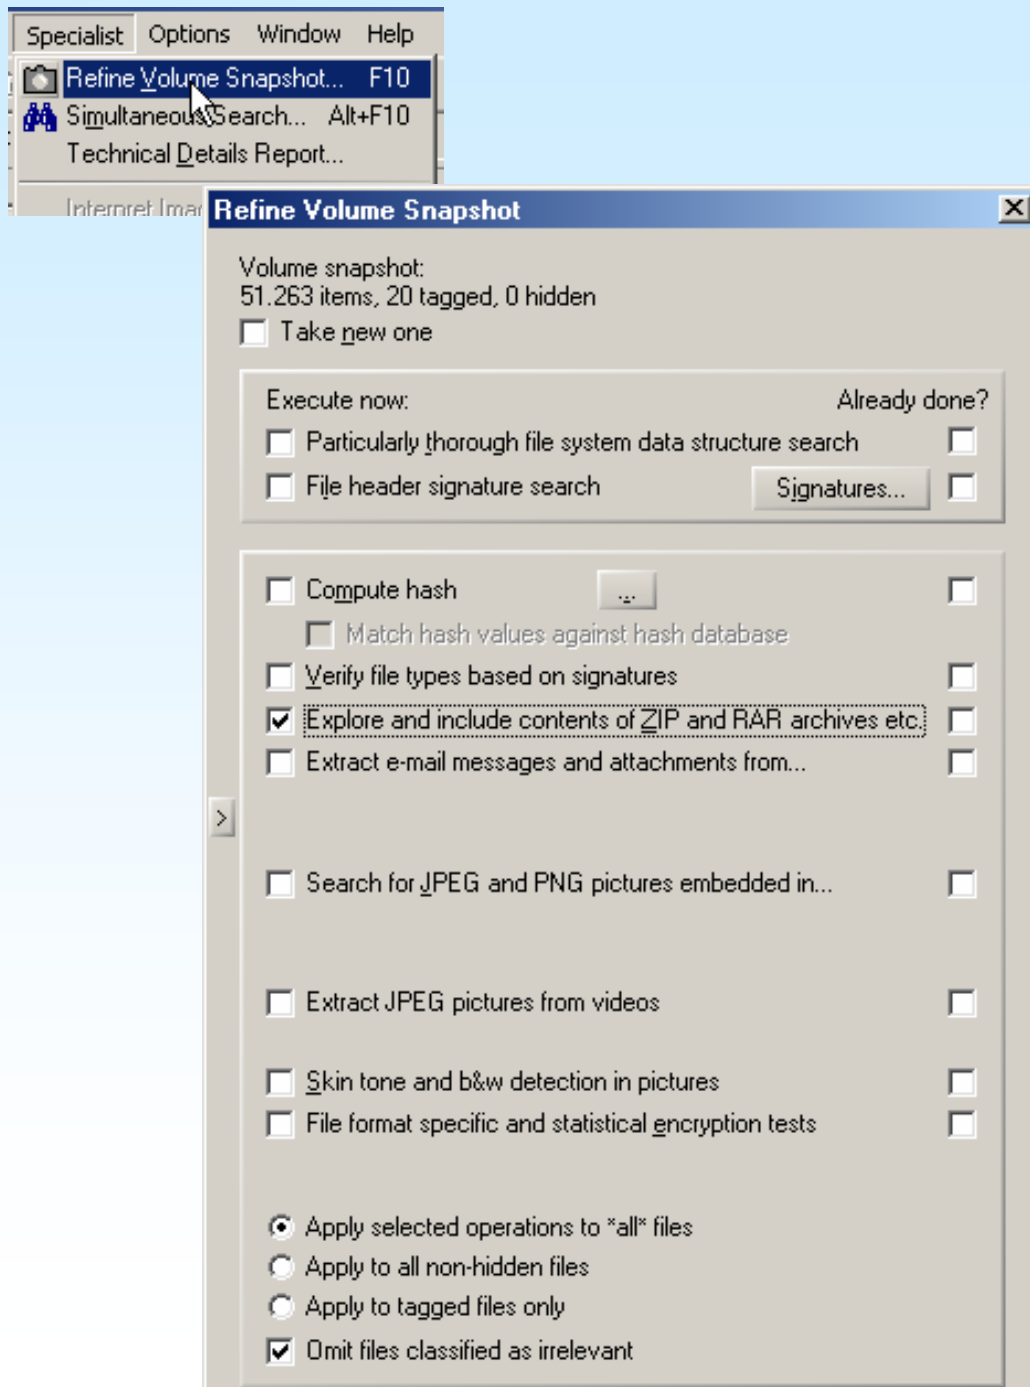 Specialist Options Window Help
Refine Volume Snapshot... F10
Simultaneous Search... Alt+F10
Technical Details Report...
Interpret
Refine Volume Snapshot
Volume snapshot:
51.263 items, 20 tagged, 0 hidden
Take new one
Execute now: Already done?
Particularly thorough file system data structure search
File header signature search Signatures...
Compute hash ...
Match hash values against hash database
Verify file types based on signatures
Explore and include contents of ZIP and RAR archives etc.
Extract e-mail messages and attachments from...
>
Search for JPEG and PNG pictures embedded in...
Extract JPEG pictures from videos
Skin tone and b&w detection in pictures
File format specific and statistical encryption tests
Apply selected operations to *all* files
Apply to all non-hidden files
Apply to tagged files only
Omit files classified as irrelevant